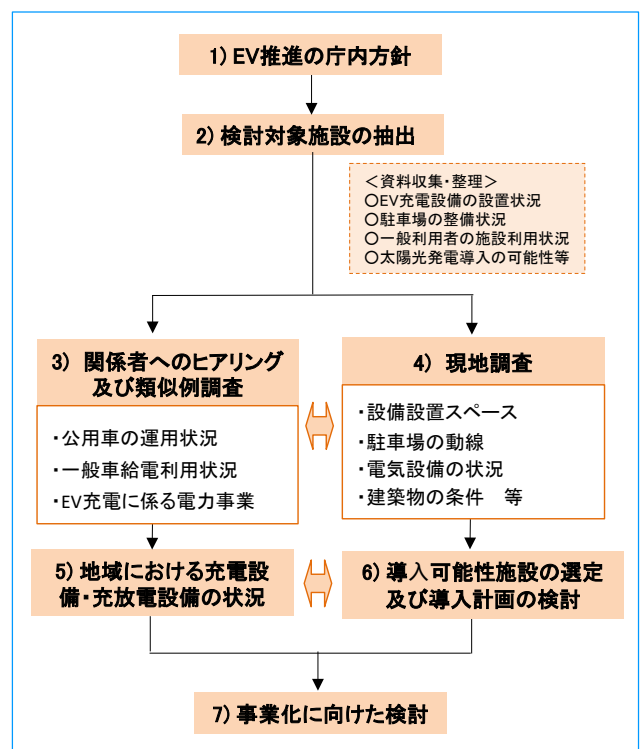 1) EV推進の庁内方針
2) 検討対象施設の抽出
＜資料収集・整理＞
○EV充電設備の設置状況
○駐車場の整備状況
○一般利用者の施設利用状況
○太陽光発電導入の可能性等
3) 関係者へのヒアリング
及び類似例調査
・公用車の運用状況
・一般車給電利用状況
・EV充電に係る電力事業
4) 現地調査
・設備設置スペース
・駐車場の動線
・電気設備の状況
・建築物の条件　等
5) 地域における充電設
備・充放電設備の状況
6) 導入可能性施設の選定
及び導入計画の検討
7) 事業化に向けた検討